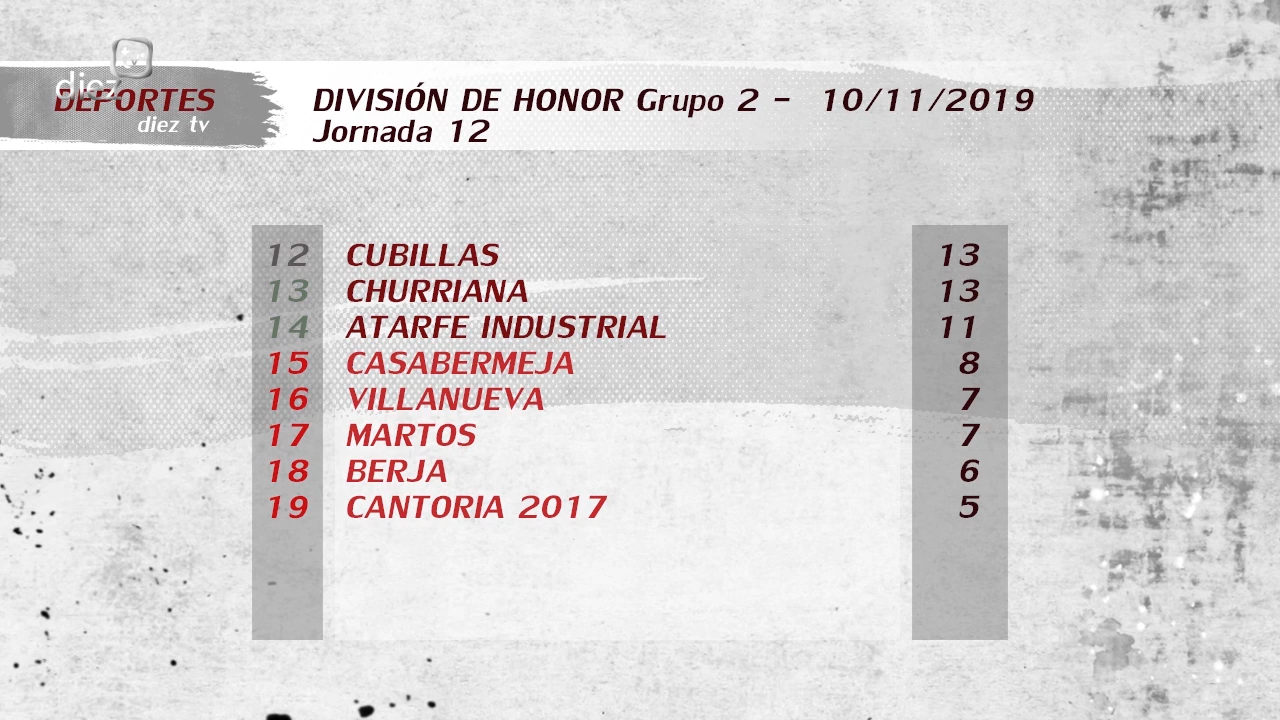 diez tv
DEPORTES
diez tv
DIVISIÓN DE HONOR Grupo 2 - 10/11/2019
Jornada 12
12 CUBILLAS 13
13 CHURRIANA 13
14 ATARFE INDUSTRIAL 11
15 CASABERMEJA 8
16 VILLANUEVA 7
17 MARTOS 7
18 BERJA 6
19 CANTORIA 2017 5